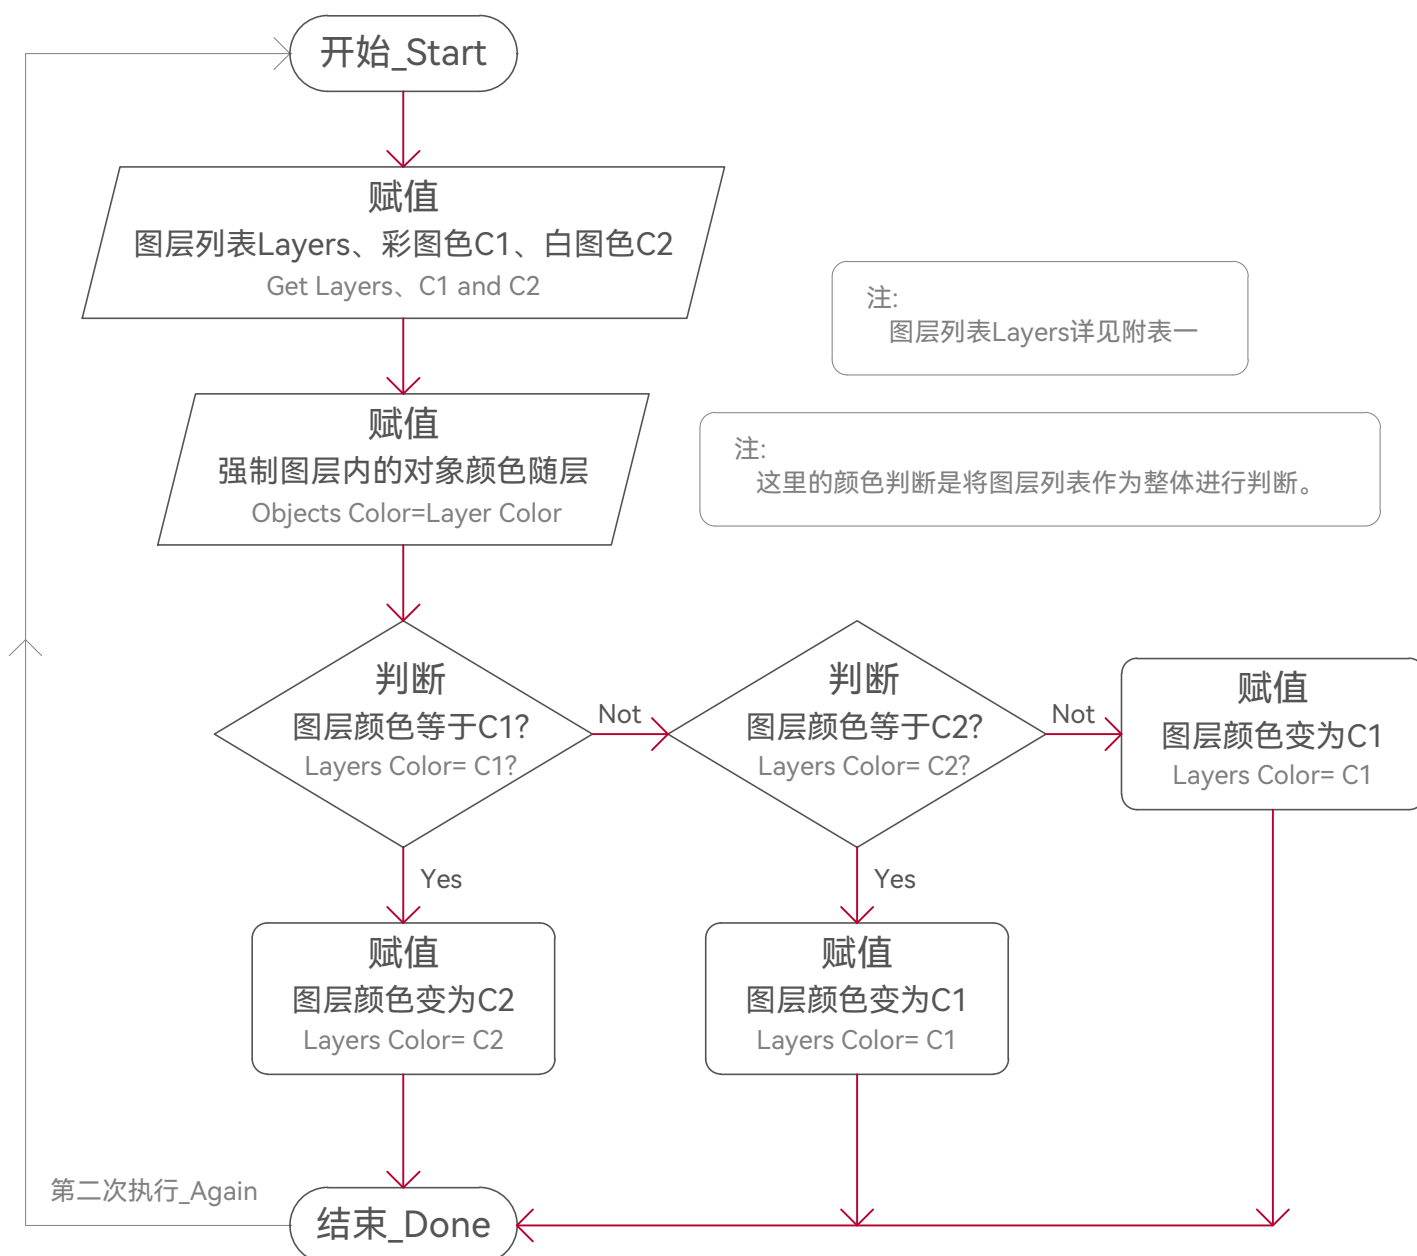 开始_Start
赋值
图层列表Layers、彩图色C1、白图色C2
Get Layers、C1 and C2
注:
图层列表Layers详见附表一
赋值
强制图层内的对象颜色随层
Objects Color=Layer Color
注:
这里的颜色判断是将图层列表作为整体进行判断。
判断
图层颜色等于C1?
Layers Color= C1?
Not
判断
图层颜色等于C2?
Layers Color= C2?
Not
赋值
图层颜色变为C1
Layers Color= C1
Yes
Yes
赋值
图层颜色变为C2
Layers Color= C2
赋值
图层颜色变为C1
Layers Color= C1
第二次执行_Again
结束_Done